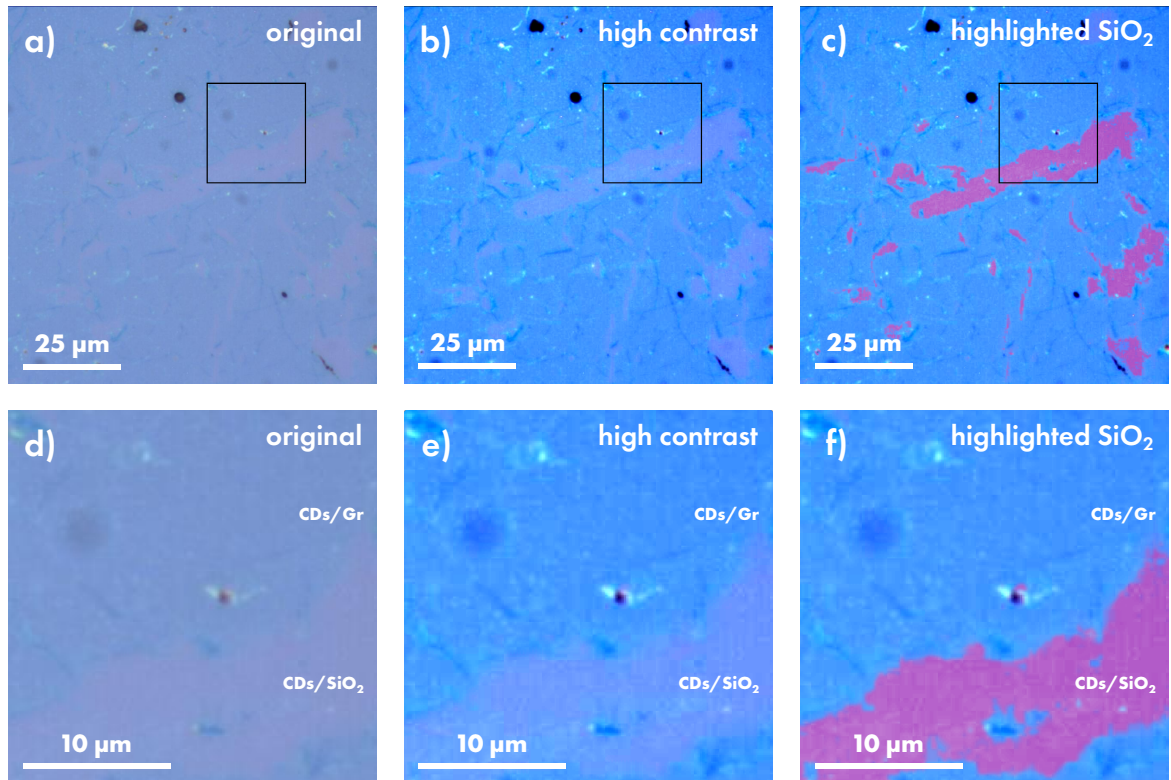 a) original
b) high contrast
c) highlighted SiO₂
25 µm
25 µm
25 µm
d) original
e) high contrast
f) highlighted SiO₂
CDs/Gr
CDs/Gr
CDs/Gr
CDs/SiO₂
CDs/SiO₂
CDs/SiO₂
10 µm
10 µm
10 µm